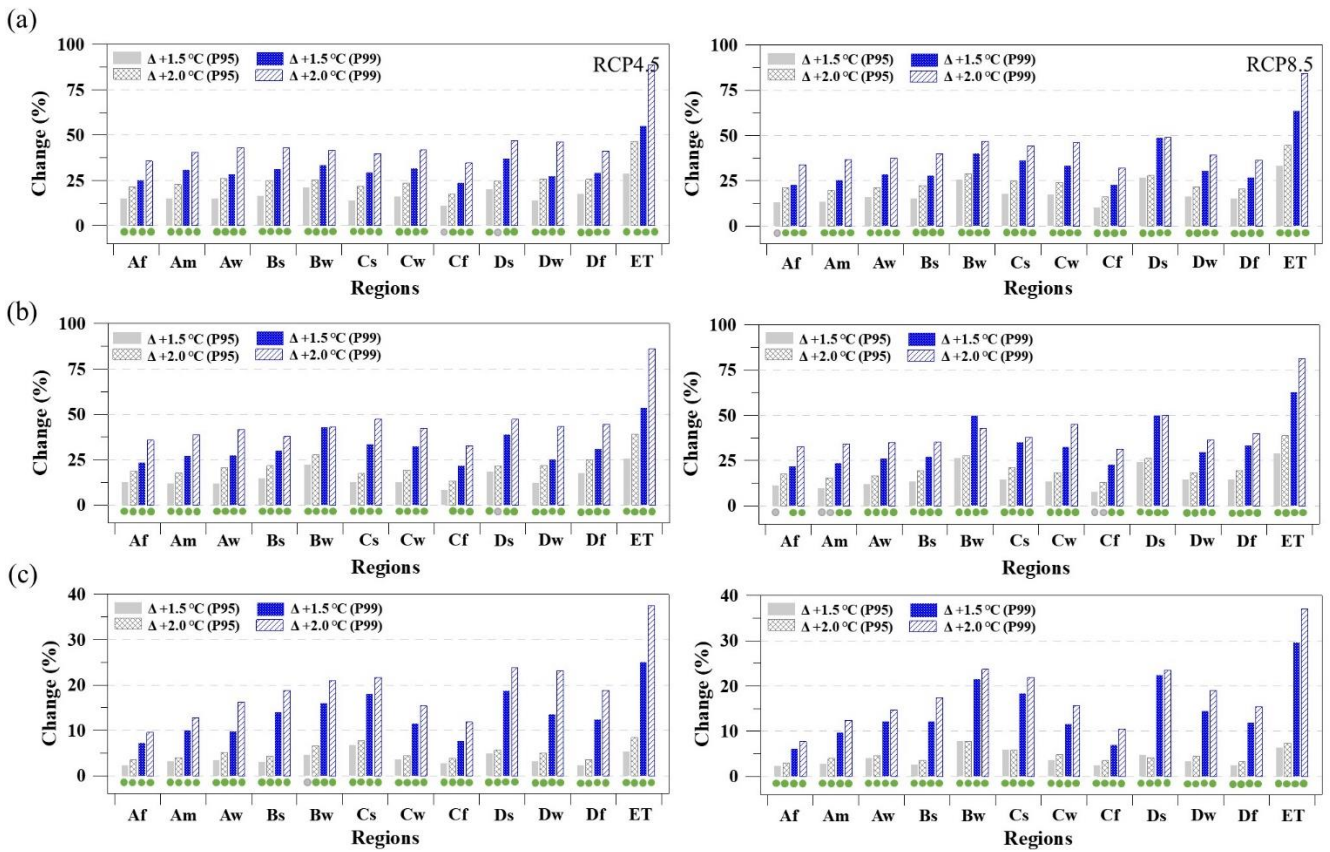 (a)
100
75
50
25
0
Change (%)
Δ +1.5 °C (P95)
Δ +1.5 °C (P99)
Δ +2.0 °C (P95)
Δ +2.0 °C (P99)
RCP4.5
Af Am Aw Bs Bw Cs Cw Cf Ds Dw Df ET
Regions
100
75
50
25
0
Change (%)
Δ +1.5 °C (P95)
Δ +1.5 °C (P99)
Δ +2.0 °C (P95)
Δ +2.0 °C (P99)
RCP8.5
Af Am Aw Bs Bw Cs Cw Cf Ds Dw Df ET
Regions
(b)
100
75
50
25
0
Change (%)
Δ +1.5 °C (P95)
Δ +1.5 °C (P99)
Δ +2.0 °C (P95)
Δ +2.0 °C (P99)
Af Am Aw Bs Bw Cs Cw Cf Ds Dw Df ET
Regions
100
75
50
25
0
Change (%)
Δ +1.5 °C (P95)
Δ +1.5 °C (P99)
Δ +2.0 °C (P95)
Δ +2.0 °C (P99)
Af Am Aw Bs Bw Cs Cw Cf Ds Dw Df ET
Regions
(c)
40
30
20
10
0
Change (%)
Δ +1.5 °C (P95)
Δ +1.5 °C (P99)
Δ +2.0 °C (P95)
Δ +2.0 °C (P99)
Af Am Aw Bs Bw Cs Cw Cf Ds Dw Df ET
Regions
40
30
20
10
0
Change (%)
Δ +1.5 °C (P95)
Δ +1.5 °C (P99)
Δ +2.0 °C (P95)
Δ +2.0 °C (P99)
Af Am Aw Bs Bw Cs Cw Cf Ds Dw Df ET
Regions